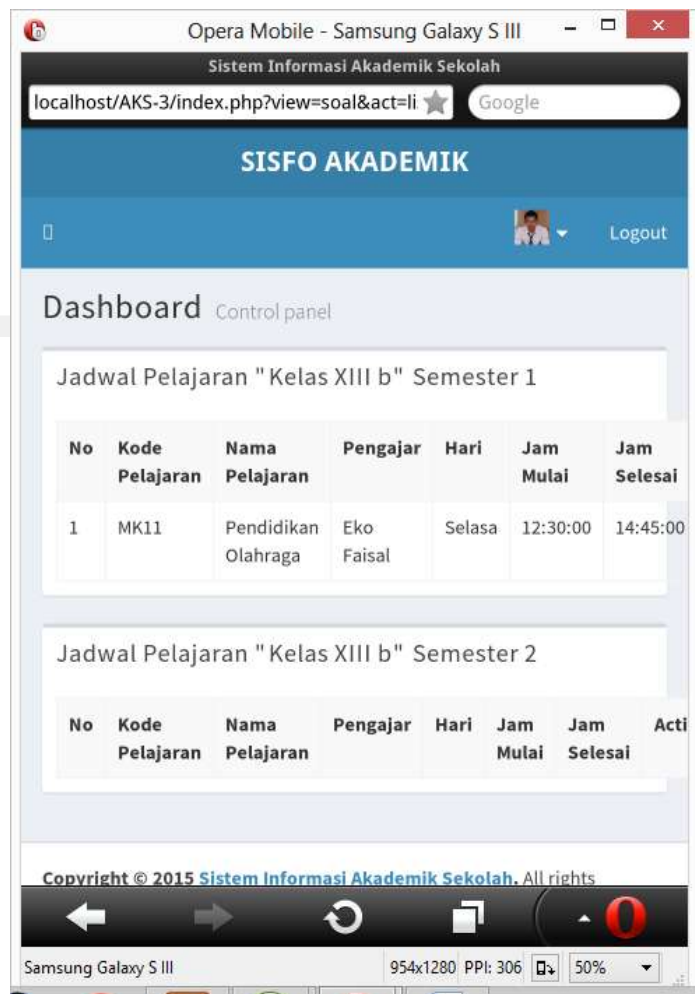 Opera Mobile - Samsung Galaxy S III
Sistem Informasi Akademik Sekolah
localhost/AKS-3/index.php?view=soal&act=li
Google
SISFO AKADEMIK
Logout
Dashboard Control panel
Jadwal Pelajaran "Kelas XIII b" Semester 1
No Kode Pelajaran Nama Pelajaran Pengajar Hari Jam Mulai Jam Selesai
1 MK11 Pendidikan Olahraga Eko Faisal Selasa 12:30:00 14:45:00
Jadwal Pelajaran "Kelas XIII b" Semester 2
No Kode Pelajaran Nama Pelajaran Pengajar Hari Jam Mulai Jam Selesai Acti
Copyright © 2015 Sistem Informasi Akademik Sekolah. All rights
Samsung Galaxy S III 954x1280 PPI: 306 50%